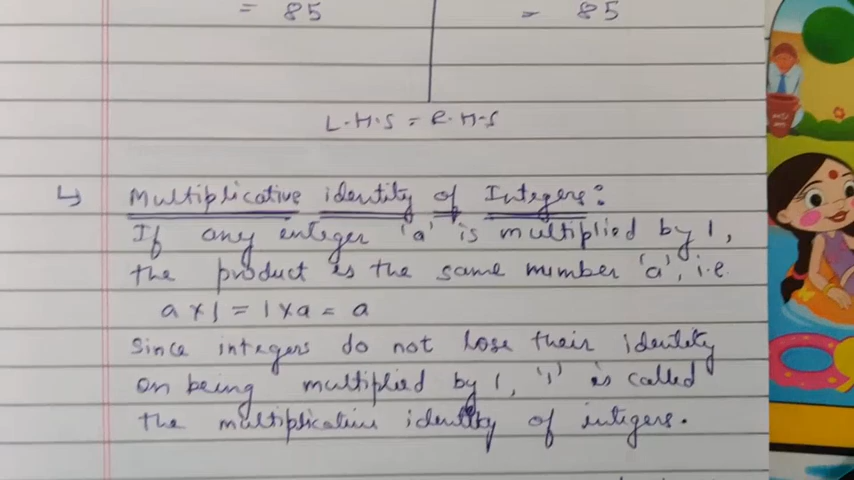 = 85 = 85
L.H.S = R.H.S
↳ Multiplicative identity of Integers:
If any integer 'a' is multiplied by 1,
the product is the same number 'a', i.e.
a × 1 = 1 × a = a
Since integers do not lose their identity
on being multiplied by 1, '1' is called
the multiplicative identity of integers.